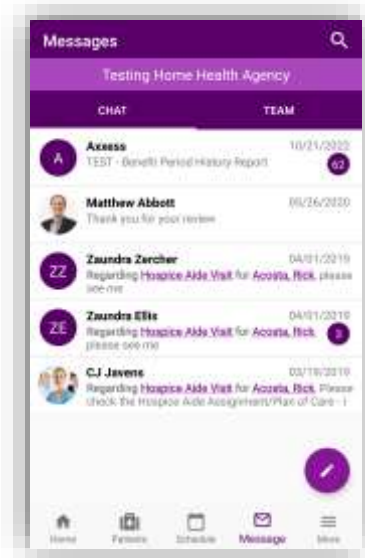 Messages
Testing Home Health Agency
CHAT TEAM
A Axxess 10/21/2022
TEST - Benefit Period History Report 62
Matthew Abbott 05/26/2020
Thank you for your review
ZZ Zaundra Zercher 04/01/2019
Regarding Hospice Aide Visit for Acosta, Rick, please
see me
ZE Zaundra Ellis 04/01/2019
Regarding Hospice Aide Visit for Acosta, Rick, 3
please see me
CJ Javens 03/19/2019
Regarding Hospice Aide Visit for Acosta, Rick, Please
check the Hospice Aide Assignment/Plan of Care - I
Home Patients Schedule Message More